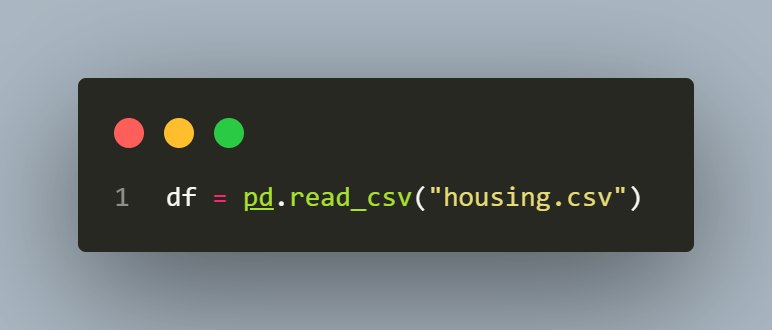 1 df = pd.read_csv("housing.csv")